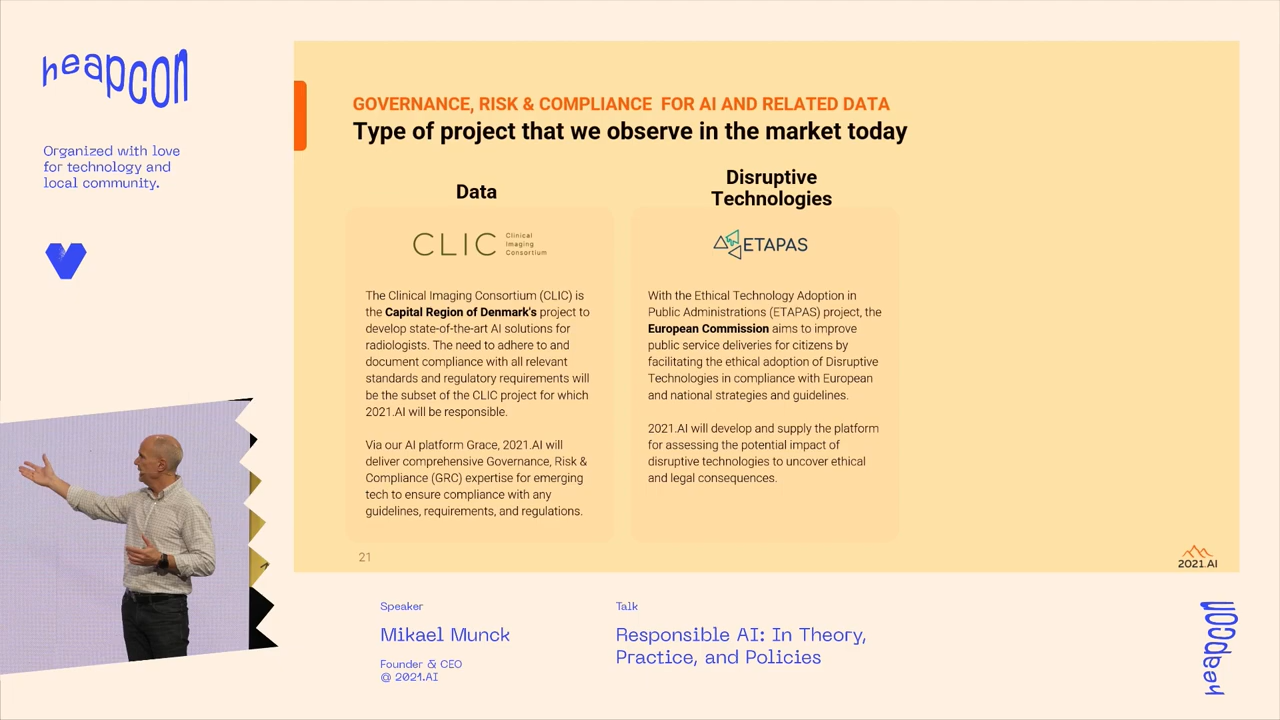 heapcon
Organized with love
for technology and
local community.
GOVERNANCE, RISK & COMPLIANCE FOR AI AND RELATED DATA
Type of project that we observe in the market today
Data
CLIC
Clinical
Imaging
Consortium
The Clinical Imaging Consortium (CLIC) is
the Capital Region of Denmark's project to
develop state-of-the-art AI solutions for
radiologists. The need to adhere to and
document compliance with all relevant
standards and regulatory requirements will
be the subset of the CLIC project for which
2021.AI will be responsible.
Via our AI platform Grace, 2021.AI will
deliver comprehensive Governance, Risk &
Compliance (GRC) expertise for emerging
tech to ensure compliance with any
guidelines, requirements, and regulations.
Disruptive
Technologies
ETAPAS
With the Ethical Technology Adoption in
Public Administrations (ETAPAS) project, the
European Commission aims to improve
public service deliveries for citizens by
facilitating the ethical adoption of Disruptive
Technologies in compliance with European
and national strategies and guidelines.
2021.AI will develop and supply the platform
for assessing the potential impact of
disruptive technologies to uncover ethical
and legal consequences.
21
2021.AI
Speaker
Mikael Munck
Founder & CEO
@ 2021.AI
Talk
Responsible AI: In Theory,
Practice, and Policies
heapcon